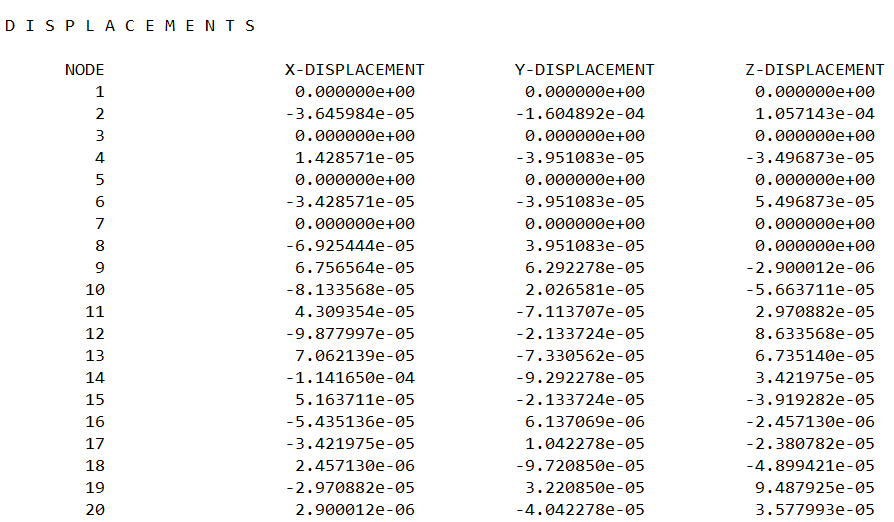 D I S P L A C E M E N T S
NODE X-DISPLACEMENT Y-DISPLACEMENT Z-DISPLACEMENT
1 0.000000e+00 0.000000e+00 0.000000e+00
2 -3.645984e-05 -1.604892e-04 1.057143e-04
3 0.000000e+00 0.000000e+00 0.000000e+00
4 1.428571e-05 -3.951083e-05 -3.496873e-05
5 0.000000e+00 0.000000e+00 0.000000e+00
6 -3.428571e-05 -3.951083e-05 5.496873e-05
7 0.000000e+00 0.000000e+00 0.000000e+00
8 -6.925444e-05 3.951083e-05 0.000000e+00
9 6.756564e-05 6.292278e-05 -2.900012e-06
10 -8.133568e-05 2.026581e-05 -5.663711e-05
11 4.309354e-05 -7.113707e-05 2.970882e-05
12 -9.877997e-05 -2.133724e-05 8.633568e-05
13 7.062139e-05 -7.330562e-05 6.735140e-05
14 -1.141650e-04 -9.292278e-05 3.421975e-05
15 5.163711e-05 -2.133724e-05 -3.919282e-05
16 -5.435136e-05 6.137069e-06 -2.457130e-06
17 -3.421975e-05 1.042278e-05 -2.380782e-05
18 2.457130e-06 -9.720850e-05 -4.899421e-05
19 -2.970882e-05 3.220850e-05 9.487925e-05
20 2.900012e-06 -4.042278e-05 3.577993e-05